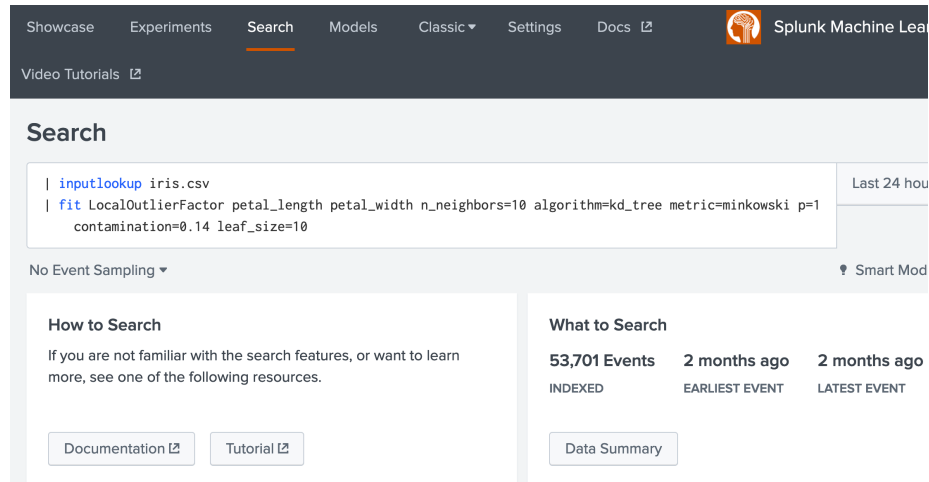 Showcase Experiments Search Models Classic Settings Docs Splunk Machine Lear
Video Tutorials
Search
| inputlookup iris.csv
| fit LocalOutlierFactor petal_length petal_width n_neighbors=10 algorithm=kd_tree metric=minkowski p=1
contamination=0.14 leaf_size=10
Last 24 hou
No Event Sampling
Smart Mod
How to Search
If you are not familiar with the search features, or want to learn
more, see one of the following resources.
Documentation
Tutorial
What to Search
53,701 Events 2 months ago 2 months ago
INDEXED EARLIEST EVENT LATEST EVENT
Data Summary